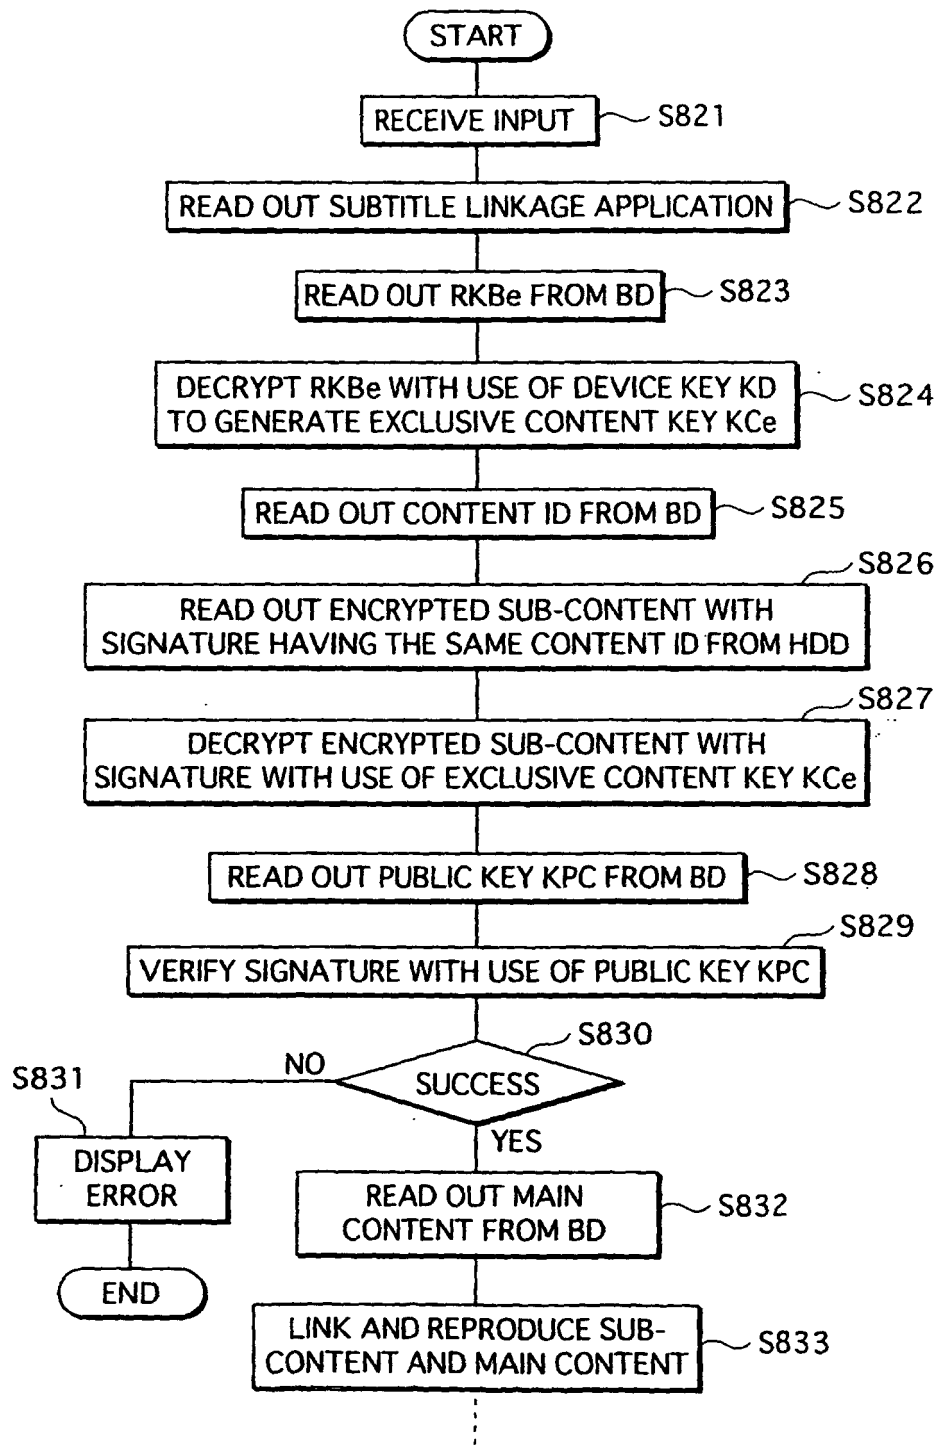 START
RECEIVE INPUT
S821
READ OUT SUBTITLE LINKAGE APPLICATION
S822
READ OUT RKBe FROM BD
S823
DECRYPT RKBe WITH USE OF DEVICE KEY KD
TO GENERATE EXCLUSIVE CONTENT KEY KCe
S824
READ OUT CONTENT ID FROM BD
S825
S826
READ OUT ENCRYPTED SUB-CONTENT WITH
SIGNATURE HAVING THE SAME CONTENT ID FROM HDD
S827
DECRYPT ENCRYPTED SUB-CONTENT WITH
SIGNATURE WITH USE OF EXCLUSIVE CONTENT KEY KCe
READ OUT PUBLIC KEY KPC FROM BD
S828
S829
VERIFY SIGNATURE WITH USE OF PUBLIC KEY KPC
S830
SUCCESS
NO
S831
DISPLAY
ERROR
END
YES
READ OUT MAIN
CONTENT FROM BD
S832
LINK AND REPRODUCE SUB-
CONTENT AND MAIN CONTENT
S833